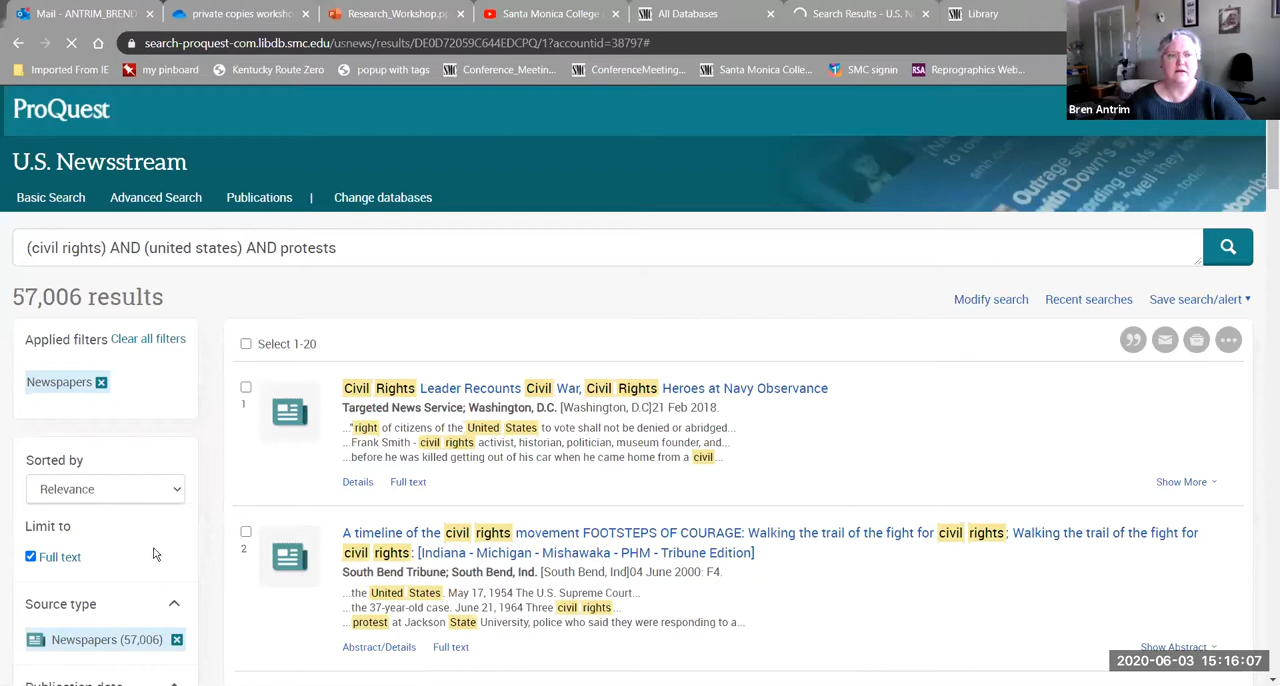 Mail - ANTRIM_BREND
private copies worksho
Research_Workshop.p
Santa Monica College
All Databases
Search Results - U.S. N
Library
search-proquest-com.libdb.smc.edu/usnews/results/DE0D72059C644EDCPQ/1?accountid=38797#
Imported From IE
my pinboard
Kentucky Route Zero
popup with tags
Conference_Meetin...
ConferenceMeeting...
Santa Monica Colle...
SMC signin
RSA
Reprographics Web...
Bren Antrim
ProQuest
U.S. Newsstream
Basic Search
Advanced Search
Publications
|
Change databases
(civil rights) AND (united states) AND protests
57,006 results
Modify search
Recent searches
Save search/alert
Applied filters
Clear all filters
Newspapers
Sorted by
Relevance
Limit to
Full text
Source type
Newspapers (57,006)
Publication date
Select 1-20
1
Civil Rights Leader Recounts Civil War, Civil Rights Heroes at Navy Observance
Targeted News Service; Washington, D.C. [Washington, D.C]21 Feb 2018.
..."right of citizens of the United States to vote shall not be denied or abridged...
...Frank Smith - civil rights activist, historian, politician, museum founder, and...
...before he was killed getting out of his car when he came home from a civil...
Details
Full text
Show More
2
A timeline of the civil rights movement FOOTSTEPS OF COURAGE: Walking the trail of the fight for civil rights; Walking the trail of the fight for
civil rights: [Indiana - Michigan - Mishawaka - PHM - Tribune Edition]
South Bend Tribune; South Bend, Ind. [South Bend, Ind]04 June 2000: F4.
...the United States. May 17, 1954 The U.S. Supreme Court...
...the 37-year-old case. June 21, 1964 Three civil rights...
...protest at Jackson State University, police who said they were responding to a...
Abstract/Details
Full text
Show Abstract
2020-06-03 15:16:07